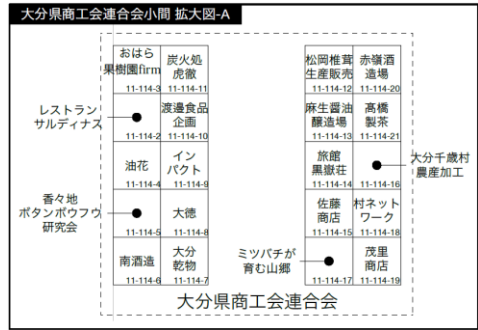 大分県商工会連合会小間 拡大図-A
おはら
果樹園firm
11-114-3
炭火処
虎徹
11-114-11
レストラン
サルディナス
11-114-2
渡邊食品
企画
11-114-10
油花
11-114-4
イン
パクト
11-114-9
香々地
ボタンボウフウ
研究会
11-114-5
大徳
11-114-8
南酒造
11-114-6
大分
乾物
11-114-7
松岡椎茸
生産販売
11-114-12
赤嶺酒
造場
11-114-20
麻生醤油
醸造場
11-114-13
髙橋
製茶
11-114-21
旅館
黒嶽荘
11-114-14
大分千歳村
農産加工
11-114-16
佐藤
商店
11-114-15
村ネット
ワーク
11-114-18
ミツバチが
育む山郷
11-114-17
茂里
商店
11-114-19
大分県商工会連合会